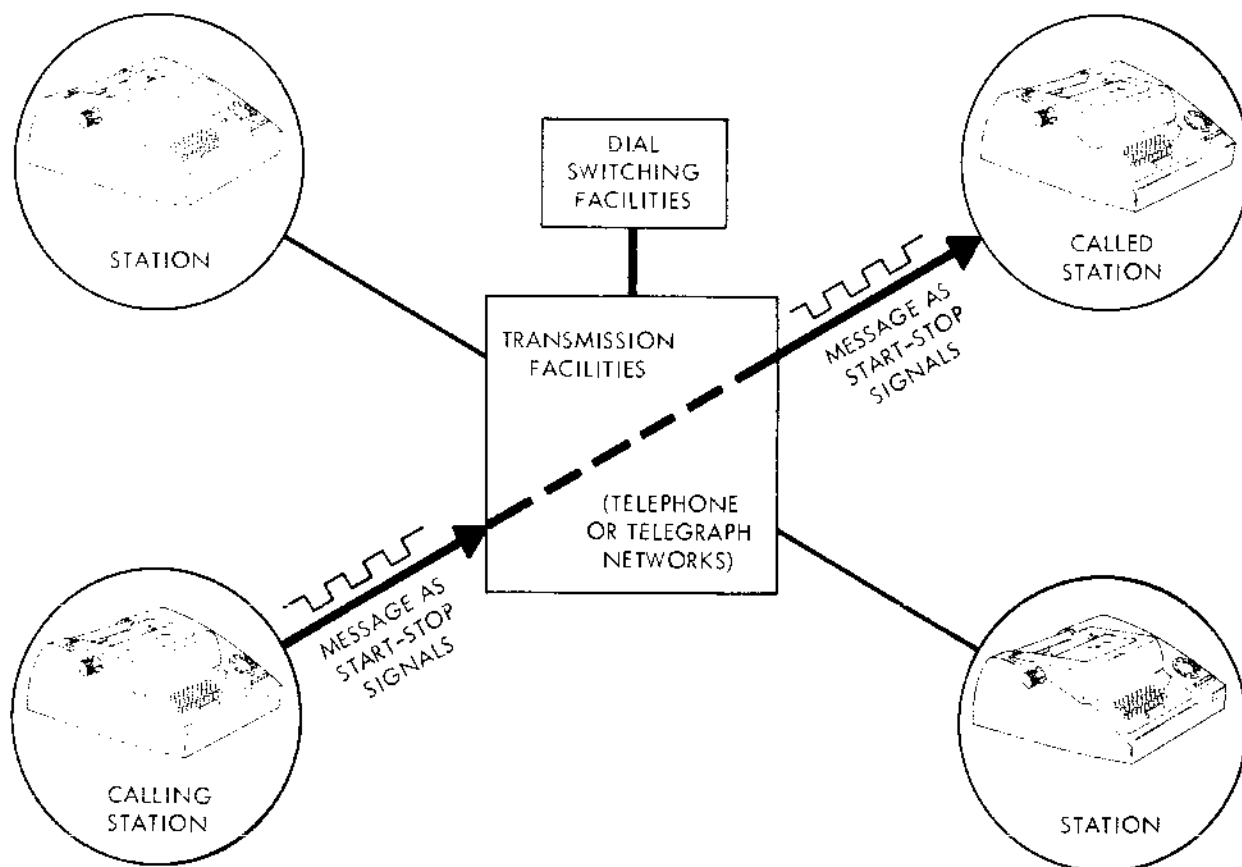 DIAL
SWITCHING
FACILITIES
STATION
CALLED
STATION
TRANSMISSION
FACILITIES
MESSAGE AS
START-STOP
SIGNALS
(TELEPHONE
OR TELEGRAPH
NETWORKS)
MESSAGE AS
START-STOP
SIGNALS
CALLING
STATION
STATION